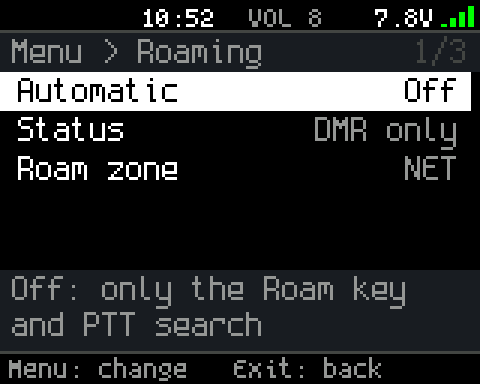 10:52 VOL 8 7.8V
Menu > Roaming 1/3
Automatic Off
Status DMR only
Roam zone NET
Off: only the Roam key
and PTT search
Menu: change Exit: back